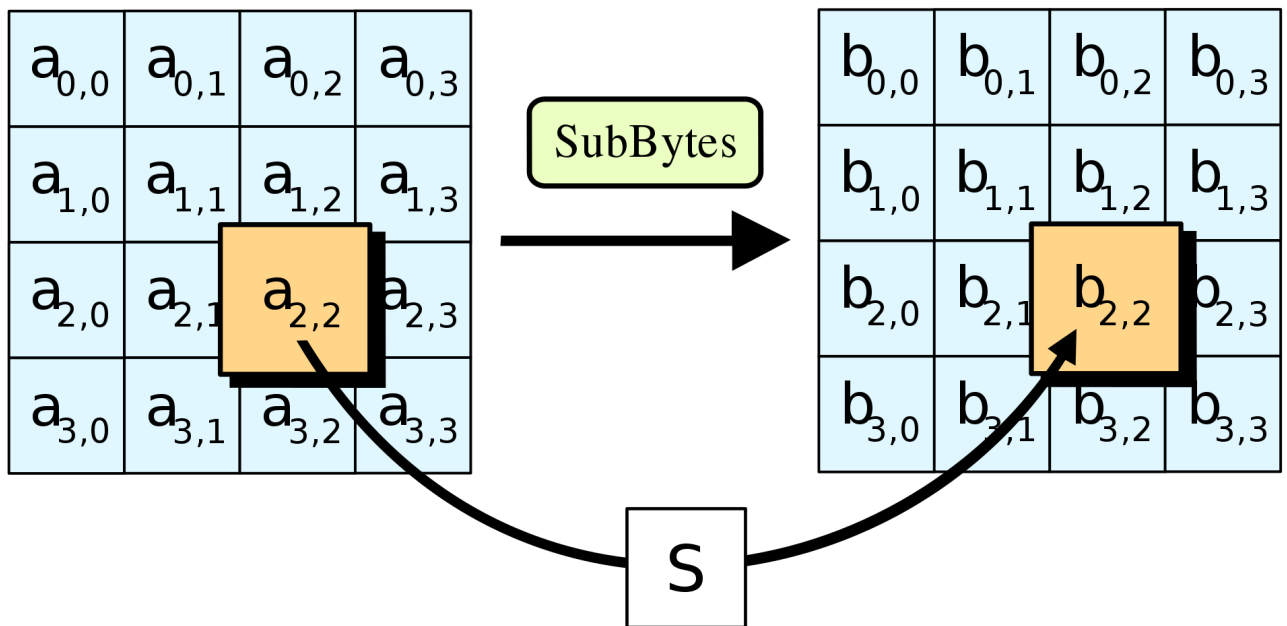 a0,0 a0,1 a0,2 a0,3
b0,0 b0,1 b0,2 b0,3
SubBytes
a1,0 a1,1 a1,2 a1,3
b1,0 b1,1 b1,2 b1,3
a2,0 a2,1 a2,2 a2,3
b2,0 b2,1 b2,2 b2,3
a3,0 a3,1 a3,2 a3,3
b3,0 b3,1 b3,2 b3,3
S